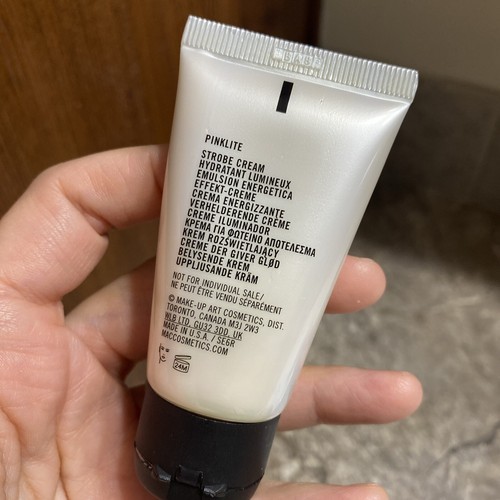 PINKLITE
STROBE CREAM
HYDRATANT LUMINEUX
EMULSION ENERGETICA
EFFEKT-CREME
CREMA ENERGIZZANTE
VERHELDERENDE CRÈME
CREME ILUMINADOR
ΚΡΕΜΑ ΓΙΑ ΦΩΤΕΙΝΟ ΑΠΟΤΕΛΕΣΜΑ
KREM ROZŚWIETLAJĄCY
CREME DER GIVER GLØD
BELYSENDE KREM
UPPLJUSANDE KRÄM
NOT FOR INDIVIDUAL SALE/
NE PEUT ÊTRE VENDU SÉPARÉMENT
© MAKE-UP ART COSMETICS, DIST.
TORONTO, CANADA M3J 2W3
WLB LTD, GU32 3DD, UK
MADE IN U.S.A. / SE6R
MACCOSMETICS.COM
24M